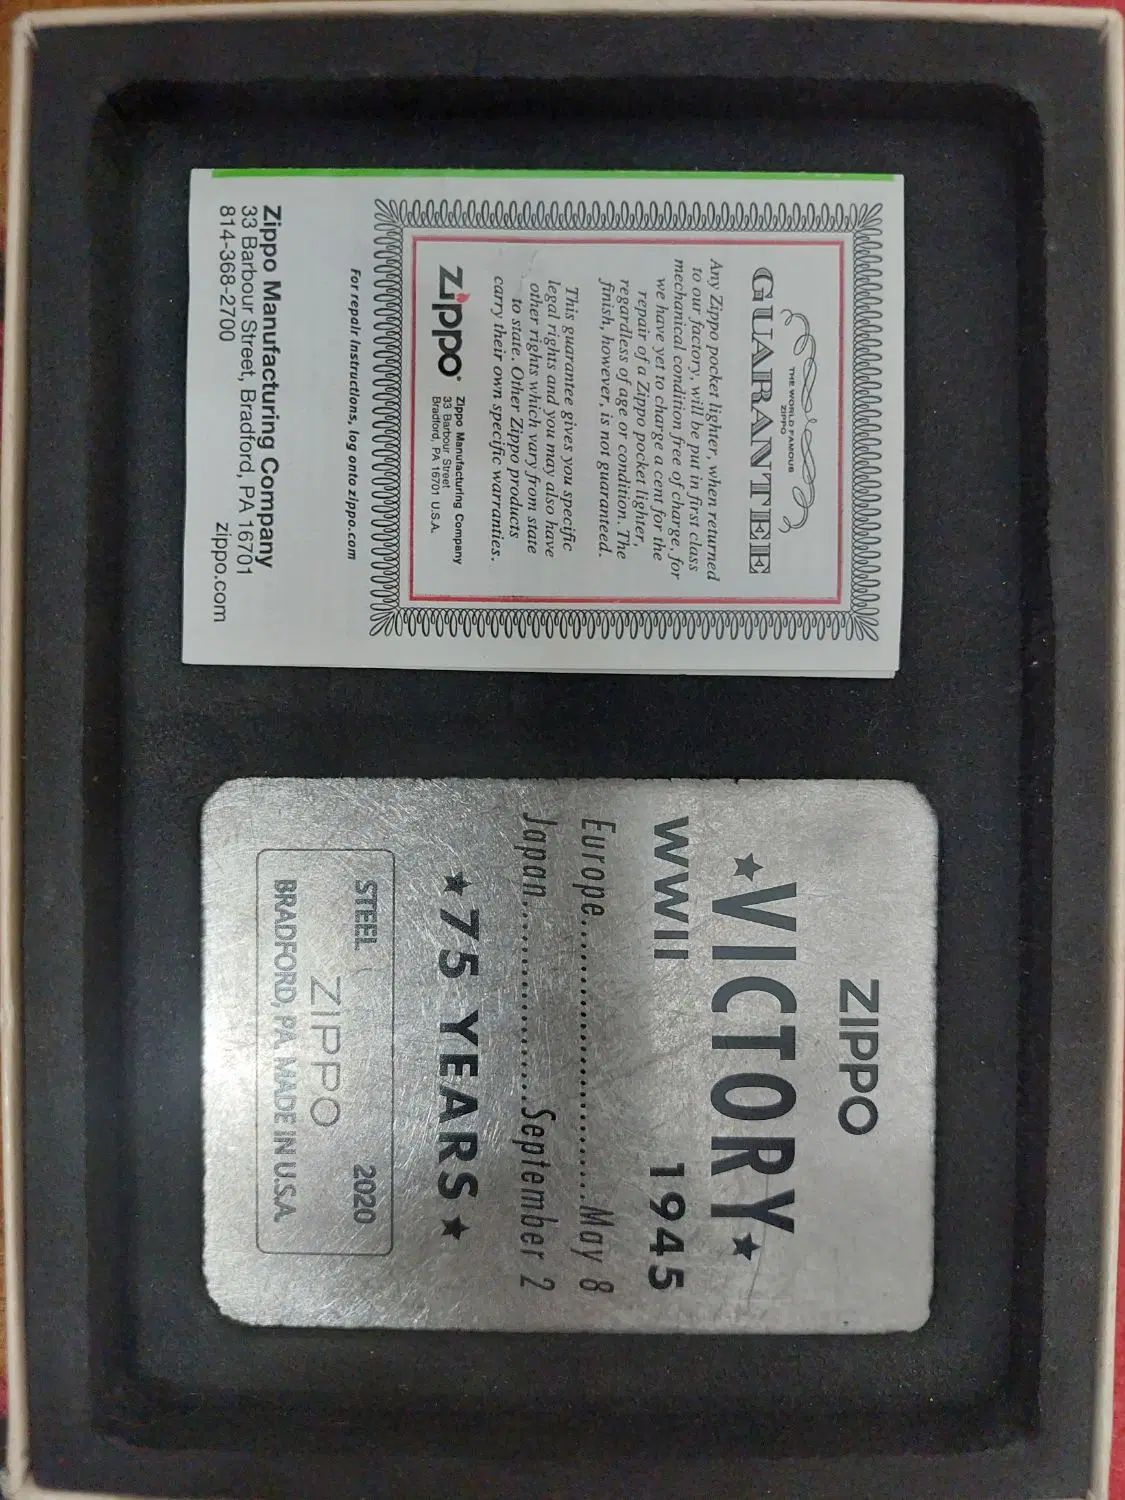 THE WORLD FAMOUS
ZIPPO
GUARANTEE
Any Zippo pocket lighter, when returned
to our factory, will be put in first class
mechanical condition free of charge, for
we have yet to charge a cent for the
repair of a Zippo pocket lighter,
regardless of age or condition. The
finish, however, is not guaranteed.
This guarantee gives you specific
legal rights and you may also have
other rights which vary from state
to state. Other Zippo products
carry their own specific warranties.
Zippo
Zippo Manufacturing Company
33 Barbour Street
Bradford, PA 16701 U.S.A.
For repair instructions, log onto zippo.com
Zippo Manufacturing Company
33 Barbour Street, Bradford, PA 16701
814-368-2700 zippo.com
ZIPPO
★VICTORY★
WWII 1945
Europe....................May 8
Japan....................September 2
★75 YEARS★
STEEL 2020
ZIPPO
BRADFORD, PA MADE IN U.S.A.